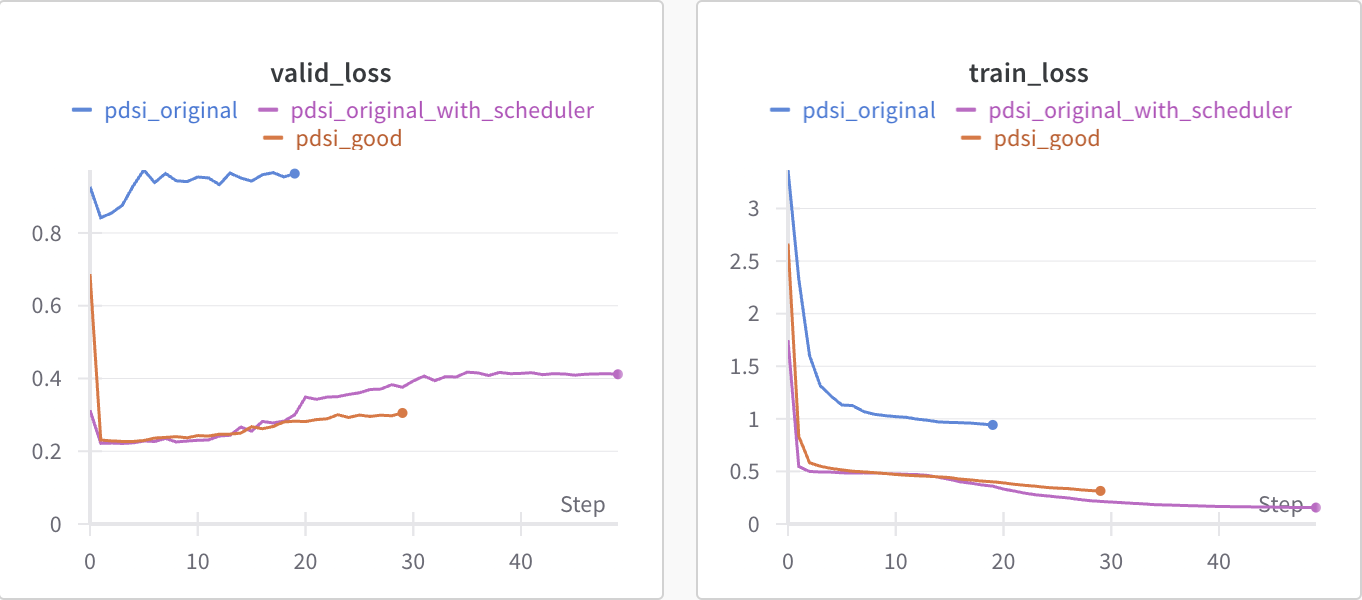 valid_loss
pdsi_original pdsi_original_with_scheduler
pdsi_good
0.8
0.6
0.4
0.2
0
Step
0 10 20 30 40
train_loss
pdsi_original pdsi_original_with_scheduler
pdsi_good
3
2.5
2
1.5
1
0.5
0
Step
0 10 20 30 40